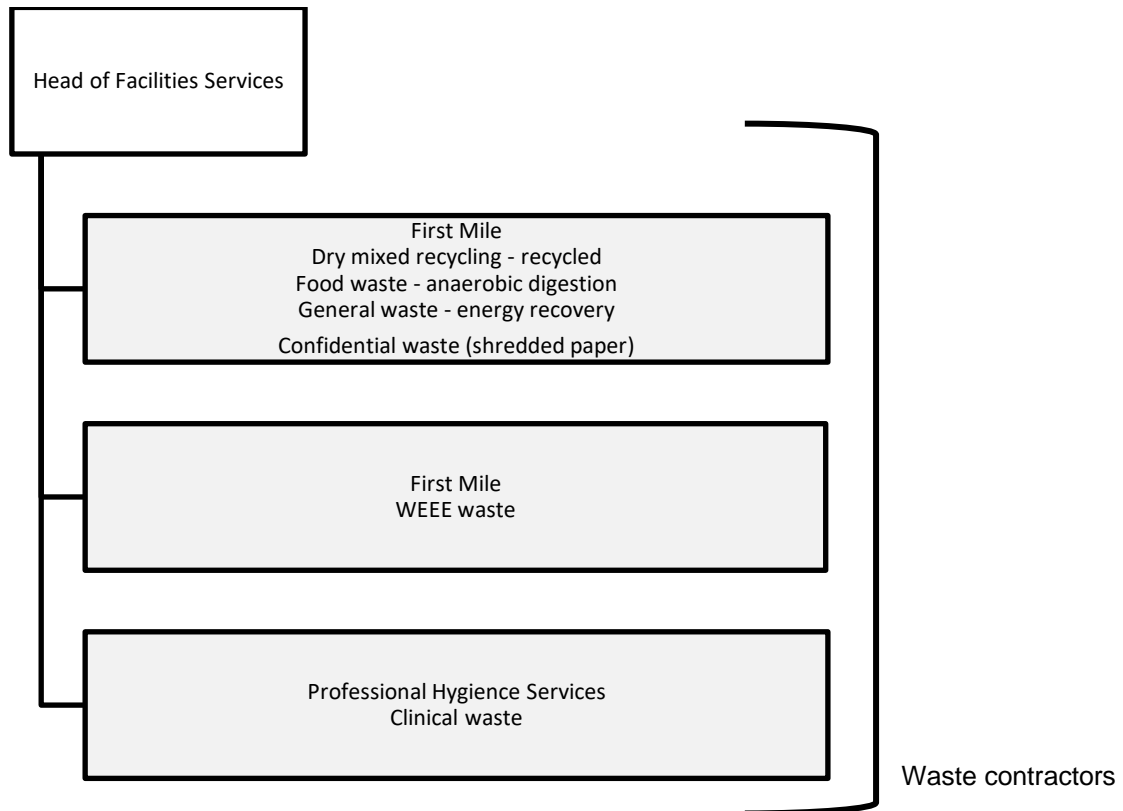 Head of Facilities Services
First Mile
Dry mixed recycling - recycled
Food waste - anaerobic digestion
General waste - energy recovery
Confidential waste (shredded paper)
First Mile
WEEE waste
Professional Hygience Services
Clinical waste
Waste contractors